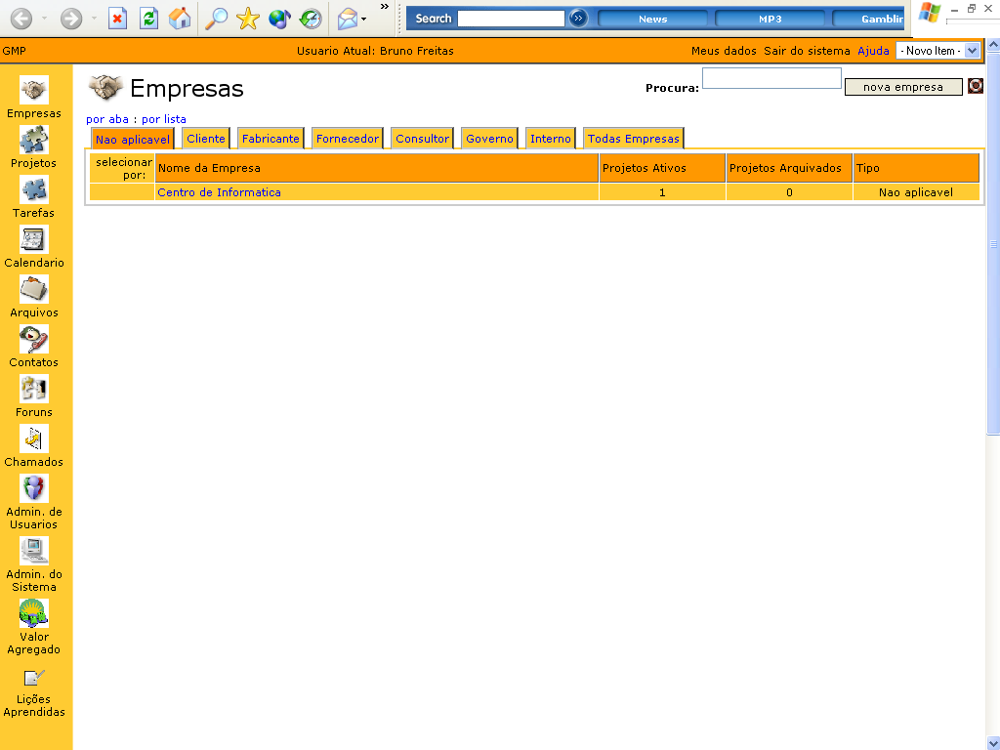 » Search News MP3 Gamblin
GMP Usuario Atual: Bruno Freitas Meus dados Sair do sistema Ajuda - Novo Item -
Empresas
Projetos
Tarefas
Calendario
Arquivos
Contatos
Foruns
Chamados
Admin. de
Usuarios
Admin. do
Sistema
Valor
Agregado
Lições
Aprendidas
Empresas Procura: nova empresa
por aba : por lista
Nao aplicavel Cliente Fabricante Fornecedor Consultor Governo Interno Todas Empresas
selecionar
por: Nome da Empresa Projetos Ativos Projetos Arquivados Tipo
Centro de Informatica 1 0 Nao aplicavel